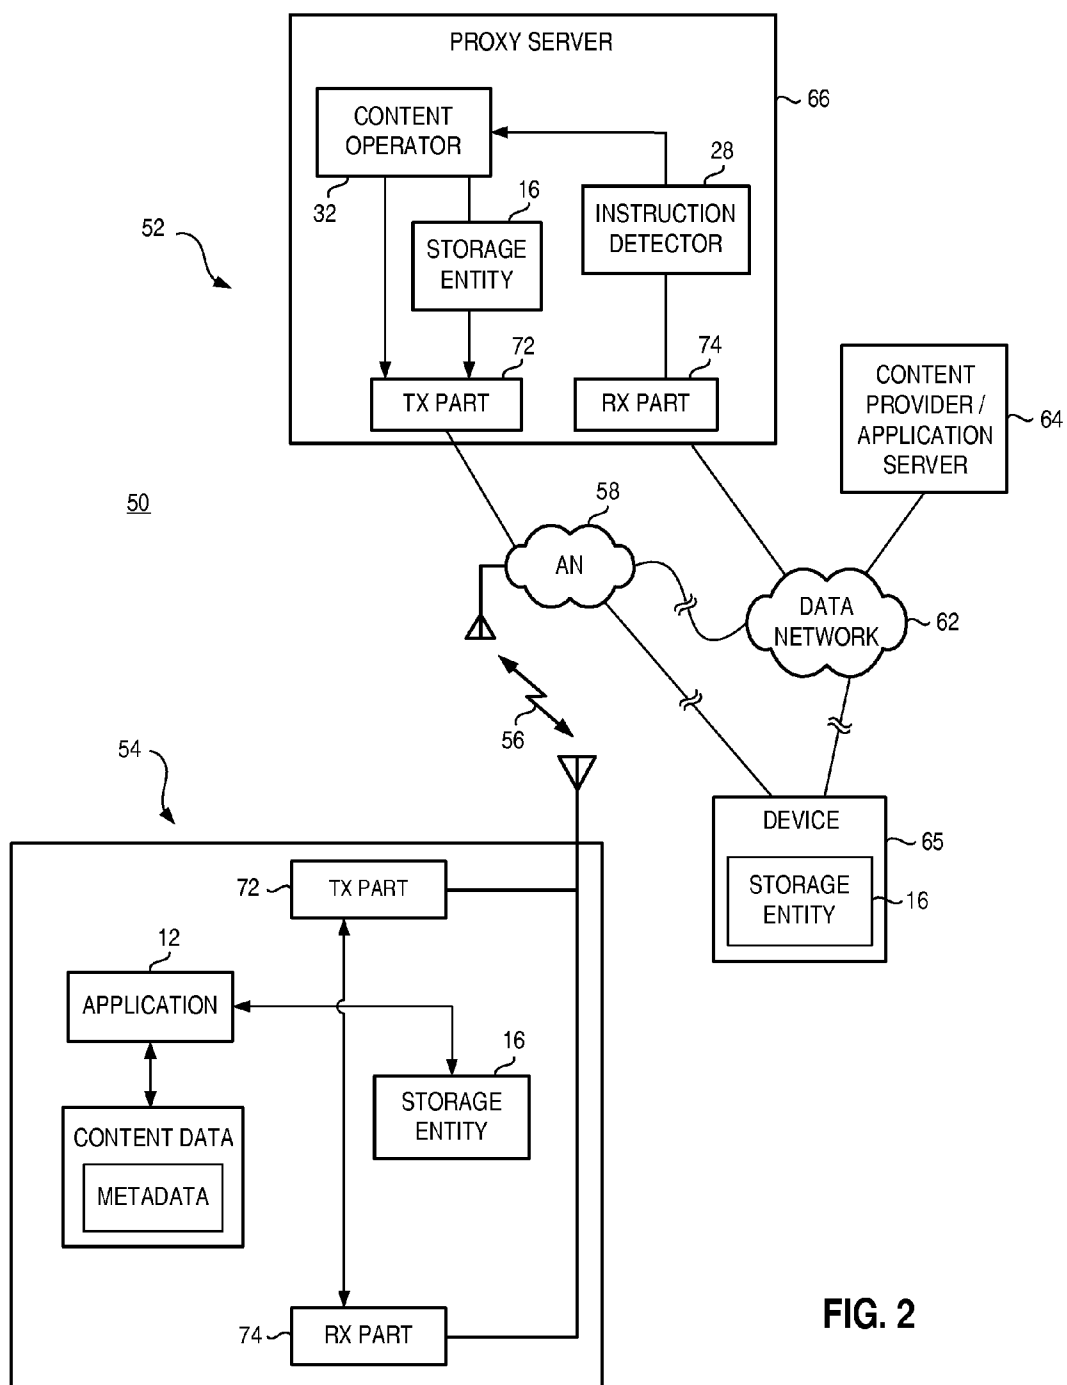 PROXY SERVER
66
CONTENT
OPERATOR
32
28
INSTRUCTION
DETECTOR
16
STORAGE
ENTITY
52
72
TX PART
74
RX PART
CONTENT
PROVIDER /
APPLICATION
SERVER
64
50
58
AN
DATA
NETWORK
62
56
54
DEVICE
65
STORAGE
ENTITY
16
72
TX PART
12
APPLICATION
16
STORAGE
ENTITY
CONTENT DATA
METADATA
74
RX PART
FIG. 2